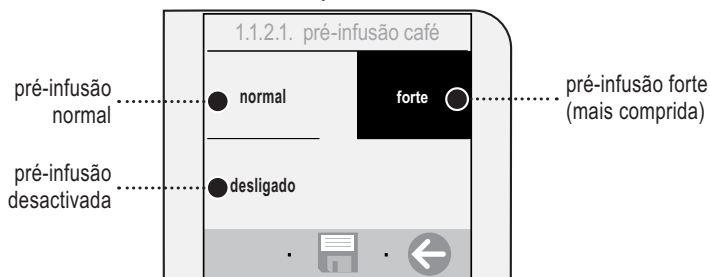 1.1.2.1. pré-infusão café
pré-infusão
normal
normal
forte
pré-infusão forte
(mais comprida)
pré-infusão
desactivada
desligado